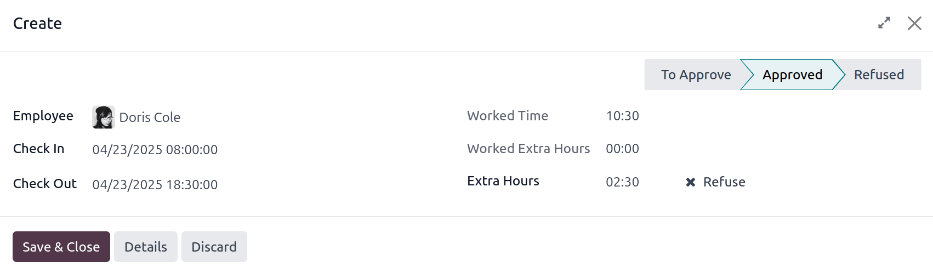 Create
To Approve Approved Refused
Employee Doris Cole Worked Time 10:30
Check In 04/23/2025 08:00:00 Worked Extra Hours 00:00
Check Out 04/23/2025 18:30:00 Extra Hours 02:30 Refuse
Save & Close Details Discard